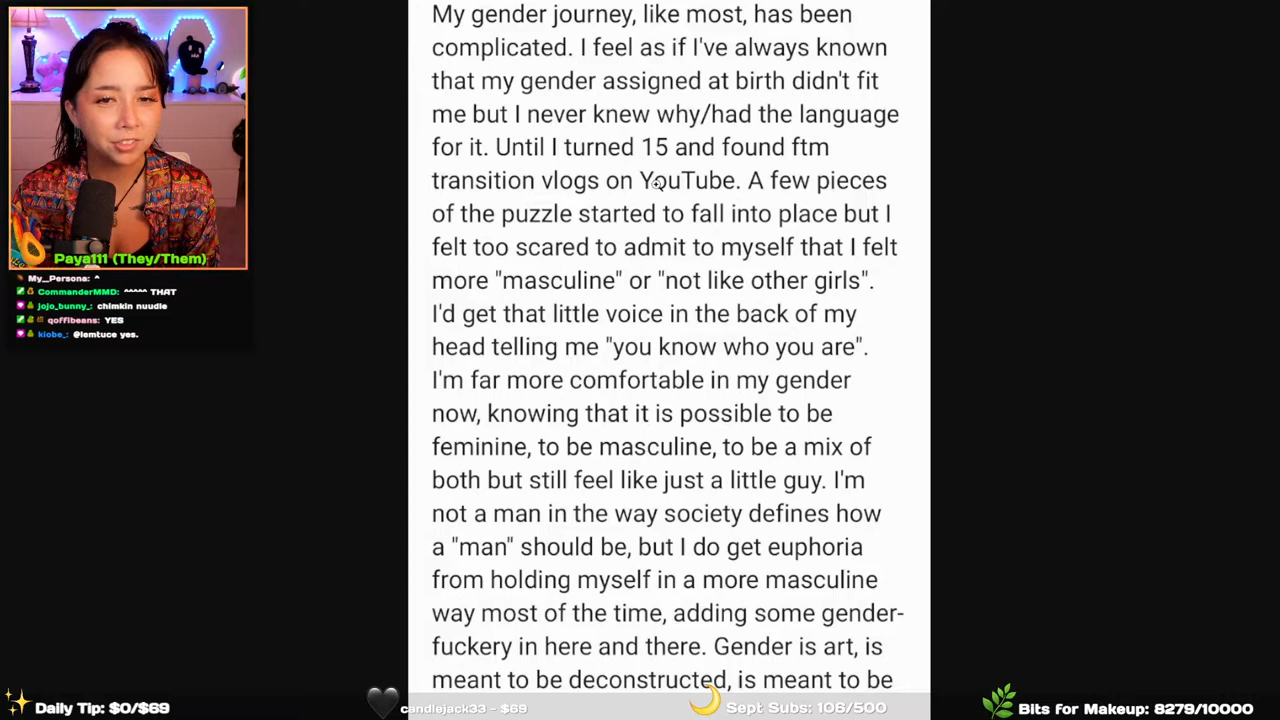 My gender journey, like most, has been
complicated. I feel as if I've always known
that my gender assigned at birth didn't fit
me but I never knew why/had the language
for it. Until I turned 15 and found ftm
transition vlogs on YouTube. A few pieces
of the puzzle started to fall into place but I
felt too scared to admit to myself that I felt
more "masculine" or "not like other girls".
I'd get that little voice in the back of my
head telling me "you know who you are".
I'm far more comfortable in my gender
now, knowing that it is possible to be
feminine, to be masculine, to be a mix of
both but still feel like just a little guy. I'm
not a man in the way society defines how
a "man" should be, but I do get euphoria
from holding myself in a more masculine
way most of the time, adding some gender-
fuckery in here and there. Gender is art, is
meant to be deconstructed, is meant to be
Paya111 (They/Them)
My__Persona: ^
CommanderMMD: ^^^^^ THAT
jojo_bunny_: chimkin nuudle
qoffibeans: YES
kiobe_: @lemtuce yes.
Daily Tip: $0/$69
candlejack33 - $69
Sept Subs: 106/500
Bits for Makeup: 8279/10000